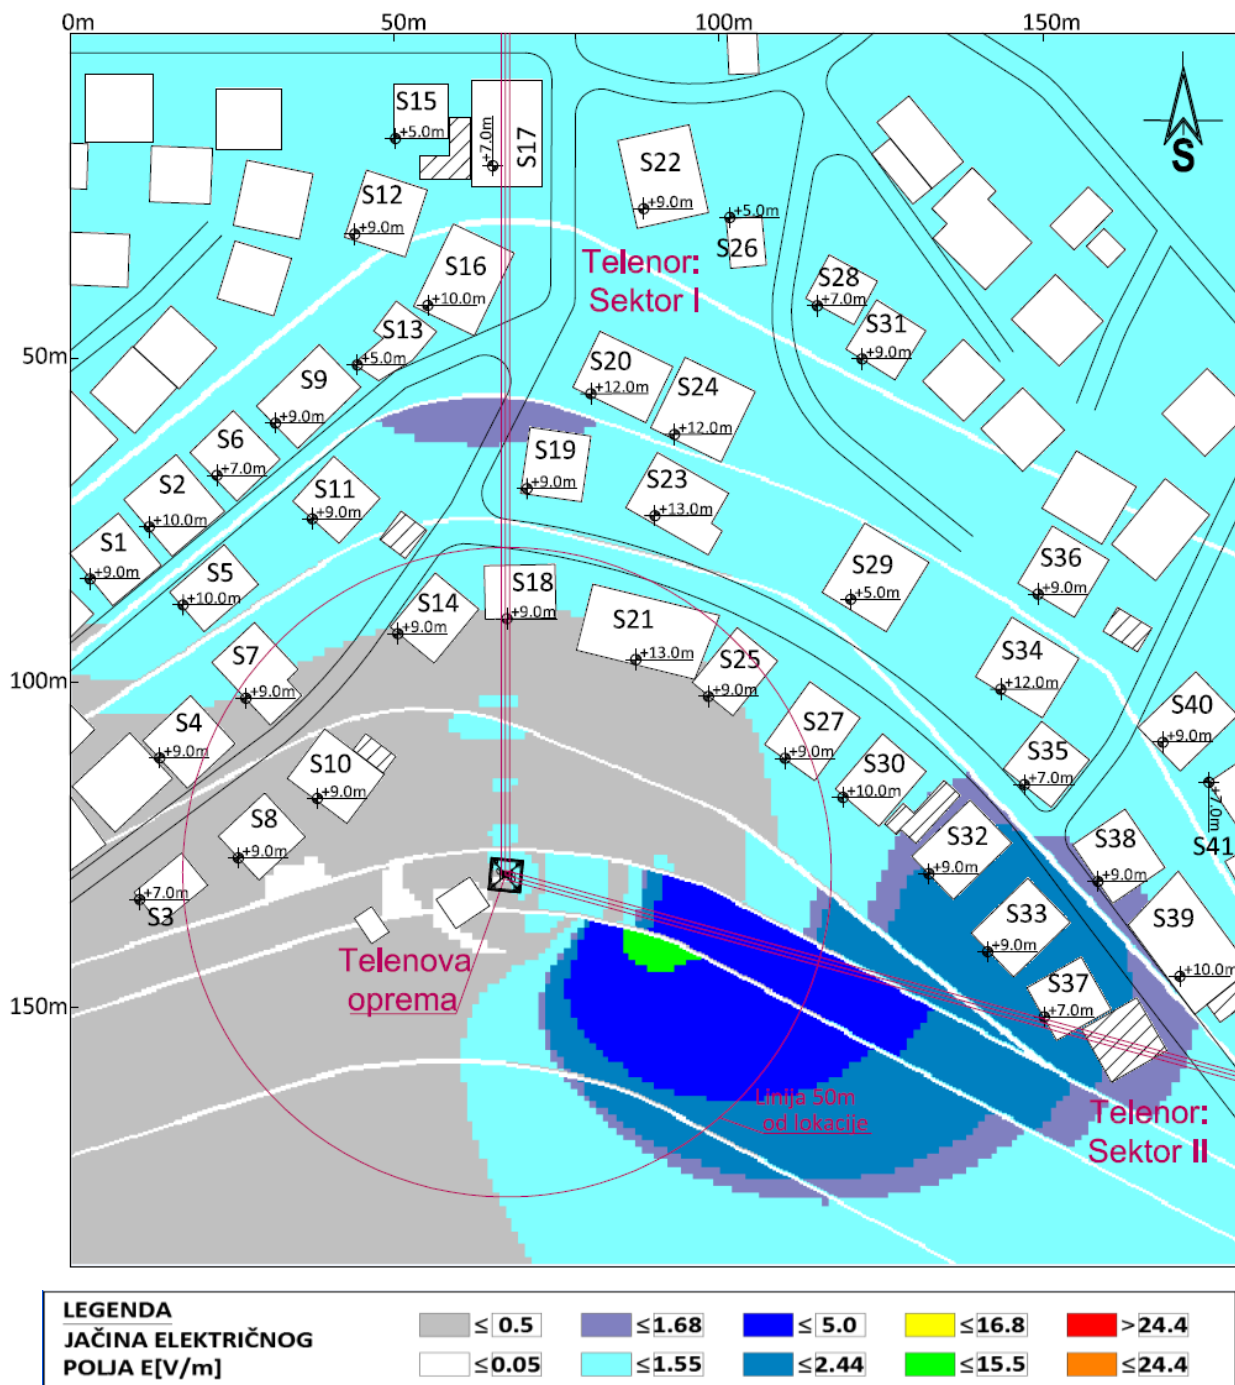 0m 50m 100m 150m
S15
+5.0m
+7.0m
S17
S22
+9.0m
S
S12
+9.0m
+5.0m
S26
S16
+10.0m
Telenor:
Sektor I
S28
+7.0m
S13
+5.0m
S31
+9.0m
50m
S20
+12.0m
S9
+9.0m
S24
+12.0m
S6
+7.0m
S19
+9.0m
S2
+10.0m
S11
+9.0m
S23
+13.0m
S1
+9.0m
S5
+10.0m
S29
+5.0m
S36
+9.0m
S18
+9.0m
S14
+9.0m
S21
+13.0m
S25
+9.0m
S7
+9.0m
S34
+12.0m
100m
S4
+9.0m
S27
+9.0m
S40
+9.0m
S10
+9.0m
S30
+10.0m
S35
+7.0m
+7.0m
S41
S8
+9.0m
S32
+9.0m
S38
+9.0m
+7.0m
S3
S33
+9.0m
S39
+10.0m
Telenova
oprema
S37
+7.0m
150m
Linija 50m
od lokacije
Telenor:
Sektor II
LEGENDA
JAČINA ELEKTRIČNOG
POLJA E[V/m]
≤ 0.5 ≤1.68 ≤ 5.0 ≤16.8 >24.4
≤0.05 ≤1.55 ≤2.44 ≤15.5 ≤24.4